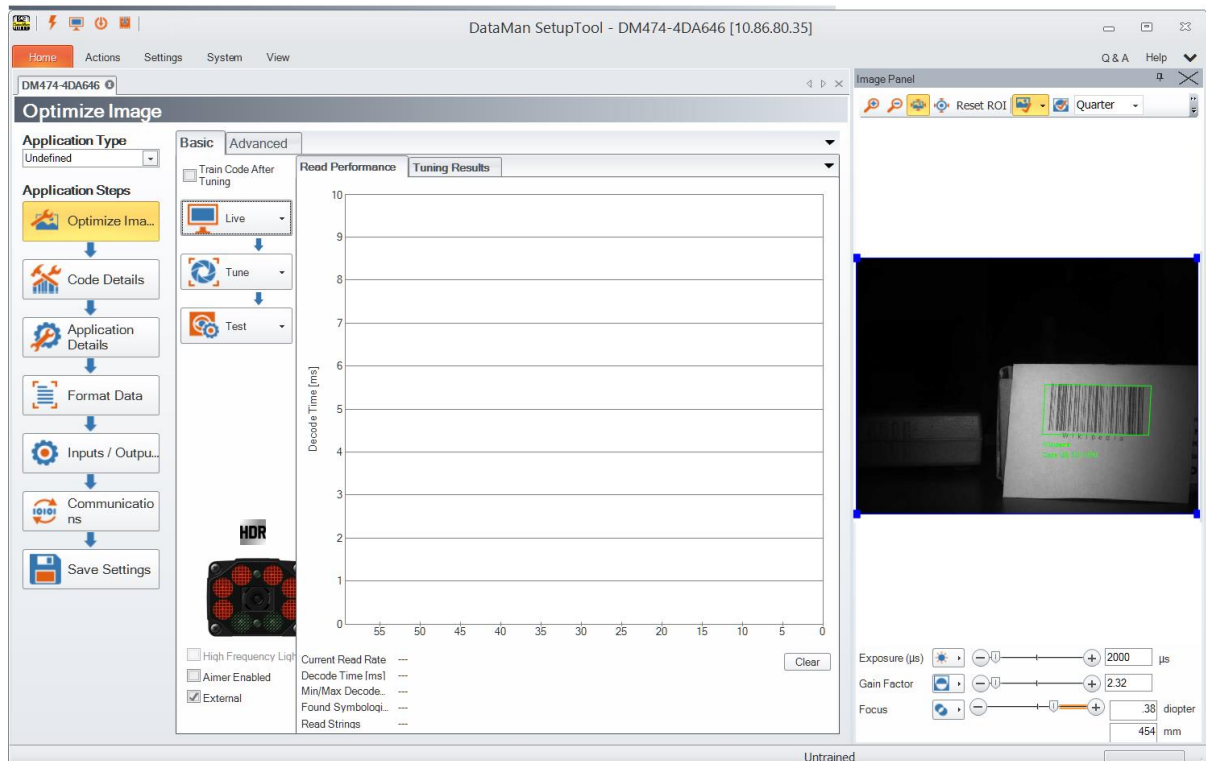 DataMan SetupTool - DM474-4DA646 [10.86.80.35]
Home Actions Settings System View Q & A Help
DM474-4DA646
Optimize Image
Application Type
Undefined
Application Steps
Optimize Ima...
Code Details
Application
Details
Format Data
Inputs / Outpu...
Communicatio
ns
Save Settings
Basic Advanced
Train Code After
Tuning
Live
Tune
Test
HDR
High Frequency Ligh
Aimer Enabled
External
Read Performance Tuning Results
Decode Time [ms]
10
9
8
7
6
5
4
3
2
1
0
55 50 45 40 35 30 25 20 15 10 5 0
Current Read Rate ---
Decode Time [ms] ---
Min/Max Decode... ---
Found Symbologi... ---
Read Strings ---
Clear
Image Panel
Reset ROI Quarter
Wikipedia
Exposure (µs) 2000 µs
Gain Factor 2.32
Focus .38 diopter
454 mm
Untrained